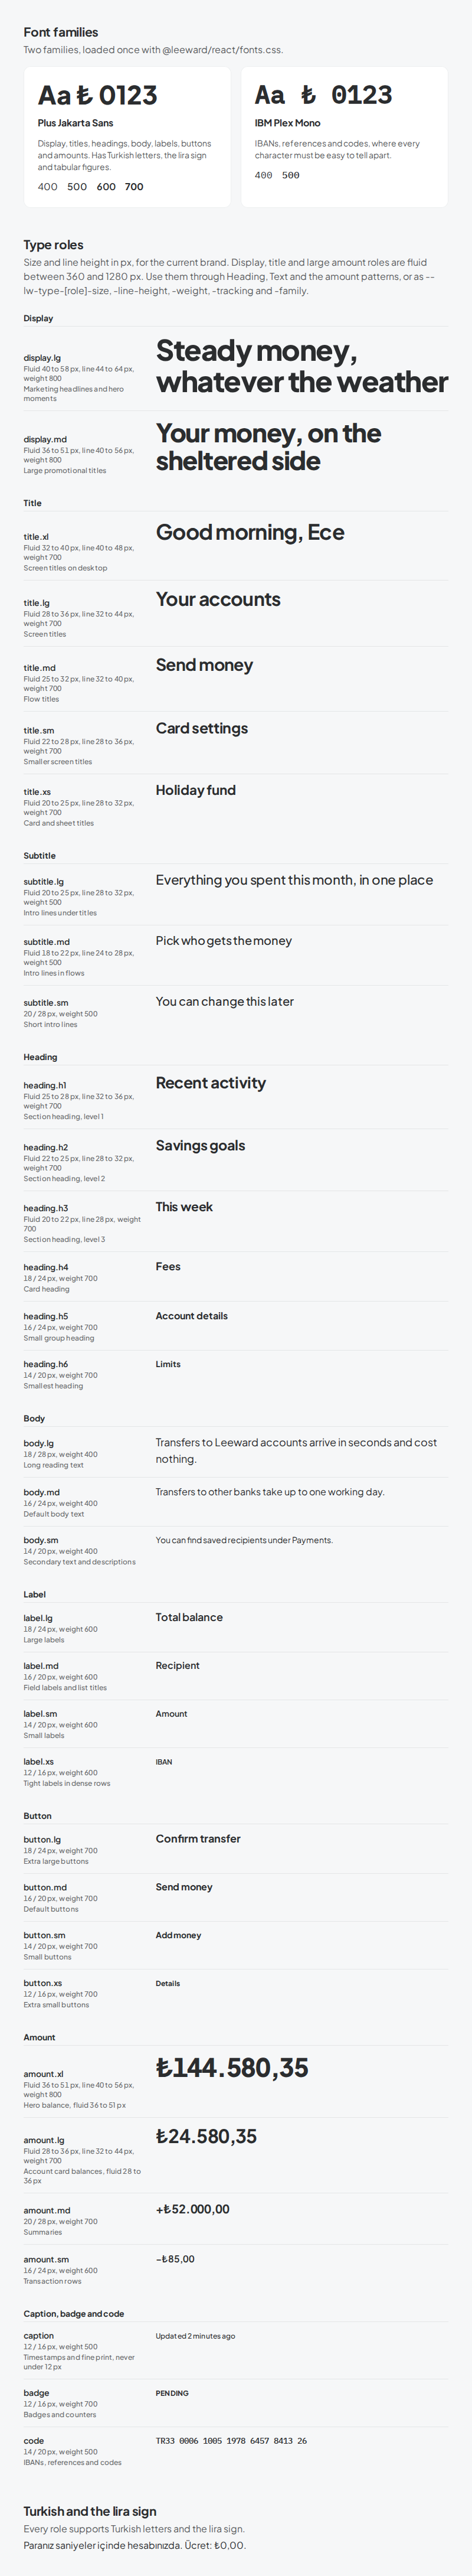 Font families
Two families, loaded once with @leeward/react/fonts.css.
Aa ₺ 0123
Plus Jakarta Sans
Display, titles, headings, body, labels, buttons
and amounts. Has Turkish letters, the lira sign
and tabular figures.
400 500 600 700
Aa ₺ 0123
IBM Plex Mono
IBANs, references and codes, where every
character must be easy to tell apart.
400 500
Type roles
Size and line height in px, for the current brand. Display, title and large amount roles are fluid
between 360 and 1280 px. Use them through Heading, Text and the amount patterns, or as --
lw-type-[role]-size, -line-height, -weight, -tracking and -family.
Display
display.lg
Fluid 40 to 58 px, line 44 to 64 px,
weight 800
Marketing headlines and hero
moments
Steady money,
whatever the weather
display.md
Fluid 36 to 51 px, line 40 to 56 px,
weight 800
Large promotional titles
Your money, on the
sheltered side
Title
title.xl
Fluid 32 to 40 px, line 40 to 48 px,
weight 700
Screen titles on desktop
Good morning, Ece
title.lg
Fluid 28 to 36 px, line 32 to 44 px,
weight 700
Screen titles
Your accounts
title.md
Fluid 25 to 32 px, line 32 to 40 px,
weight 700
Flow titles
Send money
title.sm
Fluid 22 to 28 px, line 28 to 36 px,
weight 700
Smaller screen titles
Card settings
title.xs
Fluid 20 to 25 px, line 28 to 32 px,
weight 700
Card and sheet titles
Holiday fund
Subtitle
subtitle.lg
Fluid 20 to 25 px, line 28 to 32 px,
weight 500
Intro lines under titles
Everything you spent this month, in one place
subtitle.md
Fluid 18 to 22 px, line 24 to 28 px,
weight 500
Intro lines in flows
Pick who gets the money
subtitle.sm
20 / 28 px, weight 500
Short intro lines
You can change this later
Heading
heading.h1
Fluid 25 to 28 px, line 32 to 36 px,
weight 700
Section heading, level 1
Recent activity
heading.h2
Fluid 22 to 25 px, line 28 to 32 px,
weight 700
Section heading, level 2
Savings goals
heading.h3
Fluid 20 to 22 px, line 28 px, weight
700
Section heading, level 3
This week
heading.h4
18 / 24 px, weight 700
Card heading
Fees
heading.h5
16 / 24 px, weight 700
Small group heading
Account details
heading.h6
14 / 20 px, weight 700
Smallest heading
Limits
Body
body.lg
18 / 28 px, weight 400
Long reading text
Transfers to Leeward accounts arrive in seconds and cost
nothing.
body.md
16 / 24 px, weight 400
Default body text
Transfers to other banks take up to one working day.
body.sm
14 / 20 px, weight 400
Secondary text and descriptions
You can find saved recipients under Payments.
Label
label.lg
18 / 24 px, weight 600
Large labels
Total balance
label.md
16 / 20 px, weight 600
Field labels and list titles
Recipient
label.sm
14 / 20 px, weight 600
Small labels
Amount
label.xs
12 / 16 px, weight 600
Tight labels in dense rows
IBAN
Button
button.lg
18 / 24 px, weight 700
Extra large buttons
Confirm transfer
button.md
16 / 20 px, weight 700
Default buttons
Send money
button.sm
14 / 20 px, weight 700
Small buttons
Add money
button.xs
12 / 16 px, weight 700
Extra small buttons
Details
Amount
amount.xl
Fluid 36 to 51 px, line 40 to 56 px,
weight 800
Hero balance, fluid 36 to 51 px
₺144.580,35
amount.lg
Fluid 28 to 36 px, line 32 to 44 px,
weight 700
Account card balances, fluid 28 to
36 px
₺24.580,35
amount.md
20 / 28 px, weight 700
Summaries
+₺52.000,00
amount.sm
16 / 24 px, weight 600
Transaction rows
−₺85,00
Caption, badge and code
caption
12 / 16 px, weight 500
Timestamps and fine print, never
under 12 px
Updated 2 minutes ago
badge
12 / 16 px, weight 700
Badges and counters
PENDING
code
14 / 20 px, weight 500
IBANs, references and codes
TR33 0006 1005 1978 6457 8413 26
Turkish and the lira sign
Every role supports Turkish letters and the lira sign.
Paranız saniyeler içinde hesabınızda. Ücret: ₺0,00.